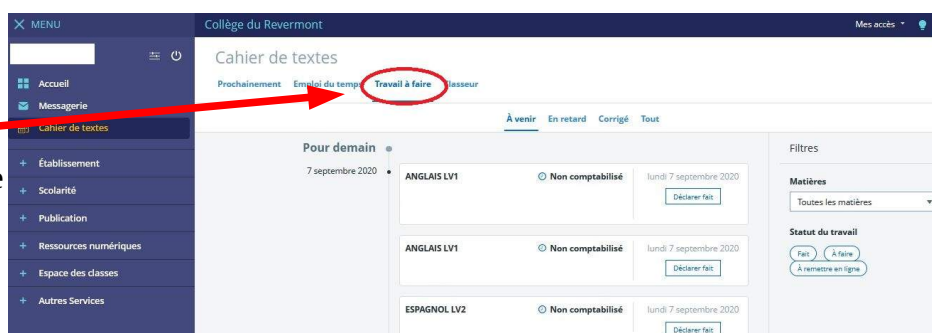 MENU
Collège du Revermont
Mes accès
Cahier de textes
Prochainement Emploi du temps Travail à faire Classeur
Accueil
Messagerie
Cahier de textes
À venir En retard Corrigé Tout
Pour demain
Filtres
e
Établissement
7 septembre 2020
ANGLAIS LV1 Non comptabilisé lundi 7 septembre 2020
Déclarer fait
Matières
Toutes les matières
Scolarité
Publication
Statut du travail
Fait À faire
À remettre en ligne
Ressources numériques
ANGLAIS LV1 Non comptabilisé lundi 7 septembre 2020
Déclarer fait
Espace des classes
Autres Services
ESPAGNOL LV2 Non comptabilisé lundi 7 septembre 2020
Déclarer fait